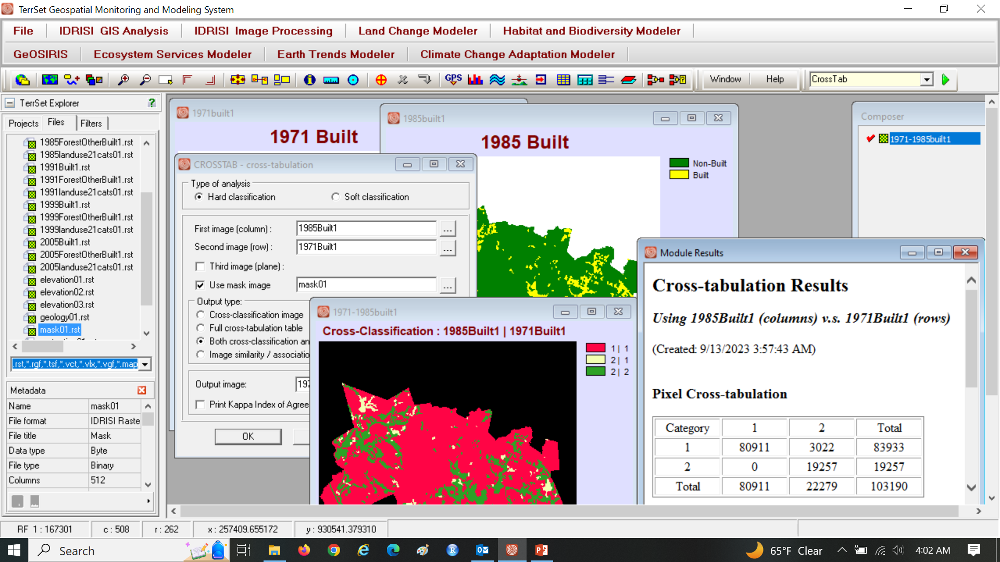 TerrSet Geospatial Monitoring and Modeling System
File IDRISI GIS Analysis IDRISI Image Processing Land Change Modeler Habitat and Biodiversity Modeler
GeOSIRIS Ecosystem Services Modeler Earth Trends Modeler Climate Change Adaptation Modeler
GPS Window Help CrossTab
TerrSet Explorer ?
Projects Files Filters
1985ForestOtherBuilt1.rst
1985landuse21cats01.rst
1991Built1.rst
1991ForestOtherBuilt1.rst
1991landuse21cats01.rst
1999Built1.rst
1999ForestOtherBuilt1.rst
1999landuse21cats01.rst
2005Built1.rst
2005ForestOtherBuilt1.rst
2005landuse21cats01.rst
elevation01.rst
elevation02.rst
elevation03.rst
geology01.rst
mask01.rst
.rst,*.rgf,*.tsf,*.vct,*.vlx,*.vgf,*.map
Metadata
Name mask01
File format IDRISI Raste
File title Mask
Data type Byte
File type Binary
Columns 512
1971built1
1971 Built
1985built1
1985 Built
Non-Built
Built
Composer
1971-1985built1
CROSSTAB - cross-tabulation
Type of analysis
Hard classification Soft classification
First image (column) : 1985Built1 ...
Second image (row) : 1971Built1 ...
Third image (plane) :
Use mask image mask01 ...
Output type:
Cross-classification image
Full cross-tabulation table
Both cross-classification an
Image similarity / associatio
Output image: 197
Print Kappa Index of Agree
OK
1971-1985built1
Cross-Classification : 1985Built1 | 1971Built1
1 | 1
2 | 1
2 | 2
Module Results
Cross-tabulation Results
Using 1985Built1 (columns) v.s. 1971Built1 (rows)
(Created: 9/13/2023 3:57:43 AM)
Pixel Cross-tabulation
Category 1 2 Total
1 80911 3022 83933
2 0 19257 19257
Total 80911 22279 103190
RF 1 : 167301 c : 508 r : 262 x : 257409.655172 y : 930541.379310
Search 65°F Clear 4:02 AM